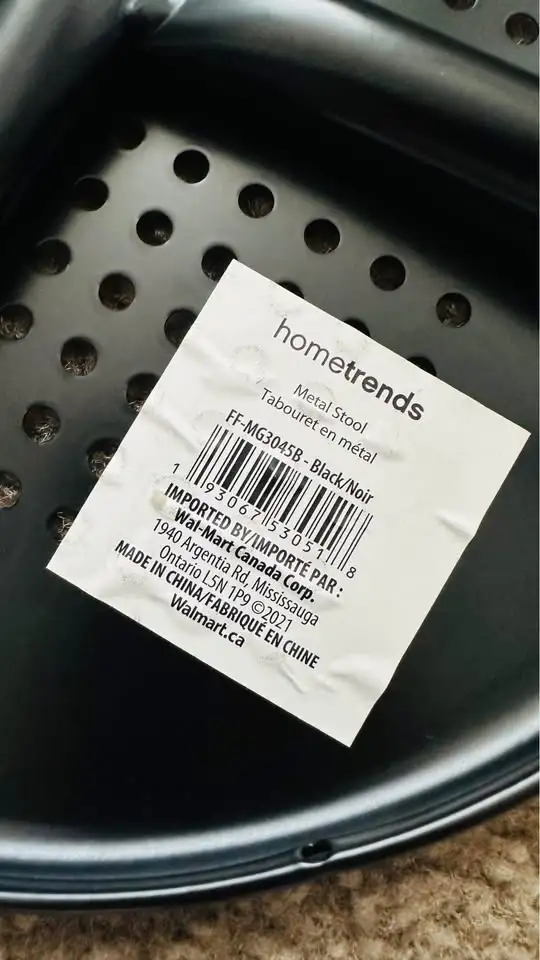 hometrends
Metal Stool
Tabouret en métal
FF-MG3045B - Black/Noir
1 93067 53051 8
IMPORTED BY/IMPORTÉ PAR :
Wal-Mart Canada Corp.
1940 Argentia Rd, Mississauga
Ontario L5N 1P9 ©2021
MADE IN CHINA/FABRIQUÉ EN CHINE
Walmart.ca